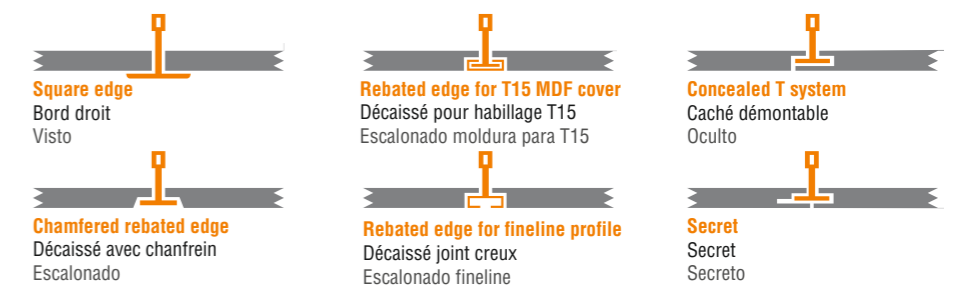 Square edge
Bord droit
Visto
Rebated edge for T15 MDF cover
Décaissé pour habillage T15
Escalonado moldura para T15
Concealed T system
Caché démontable
Oculto
Chamfered rebated edge
Décaissé avec chanfrein
Escalonado
Rebated edge for fineline profile
Décaissé joint creux
Escalonado fineline
Secret
Secret
Secreto